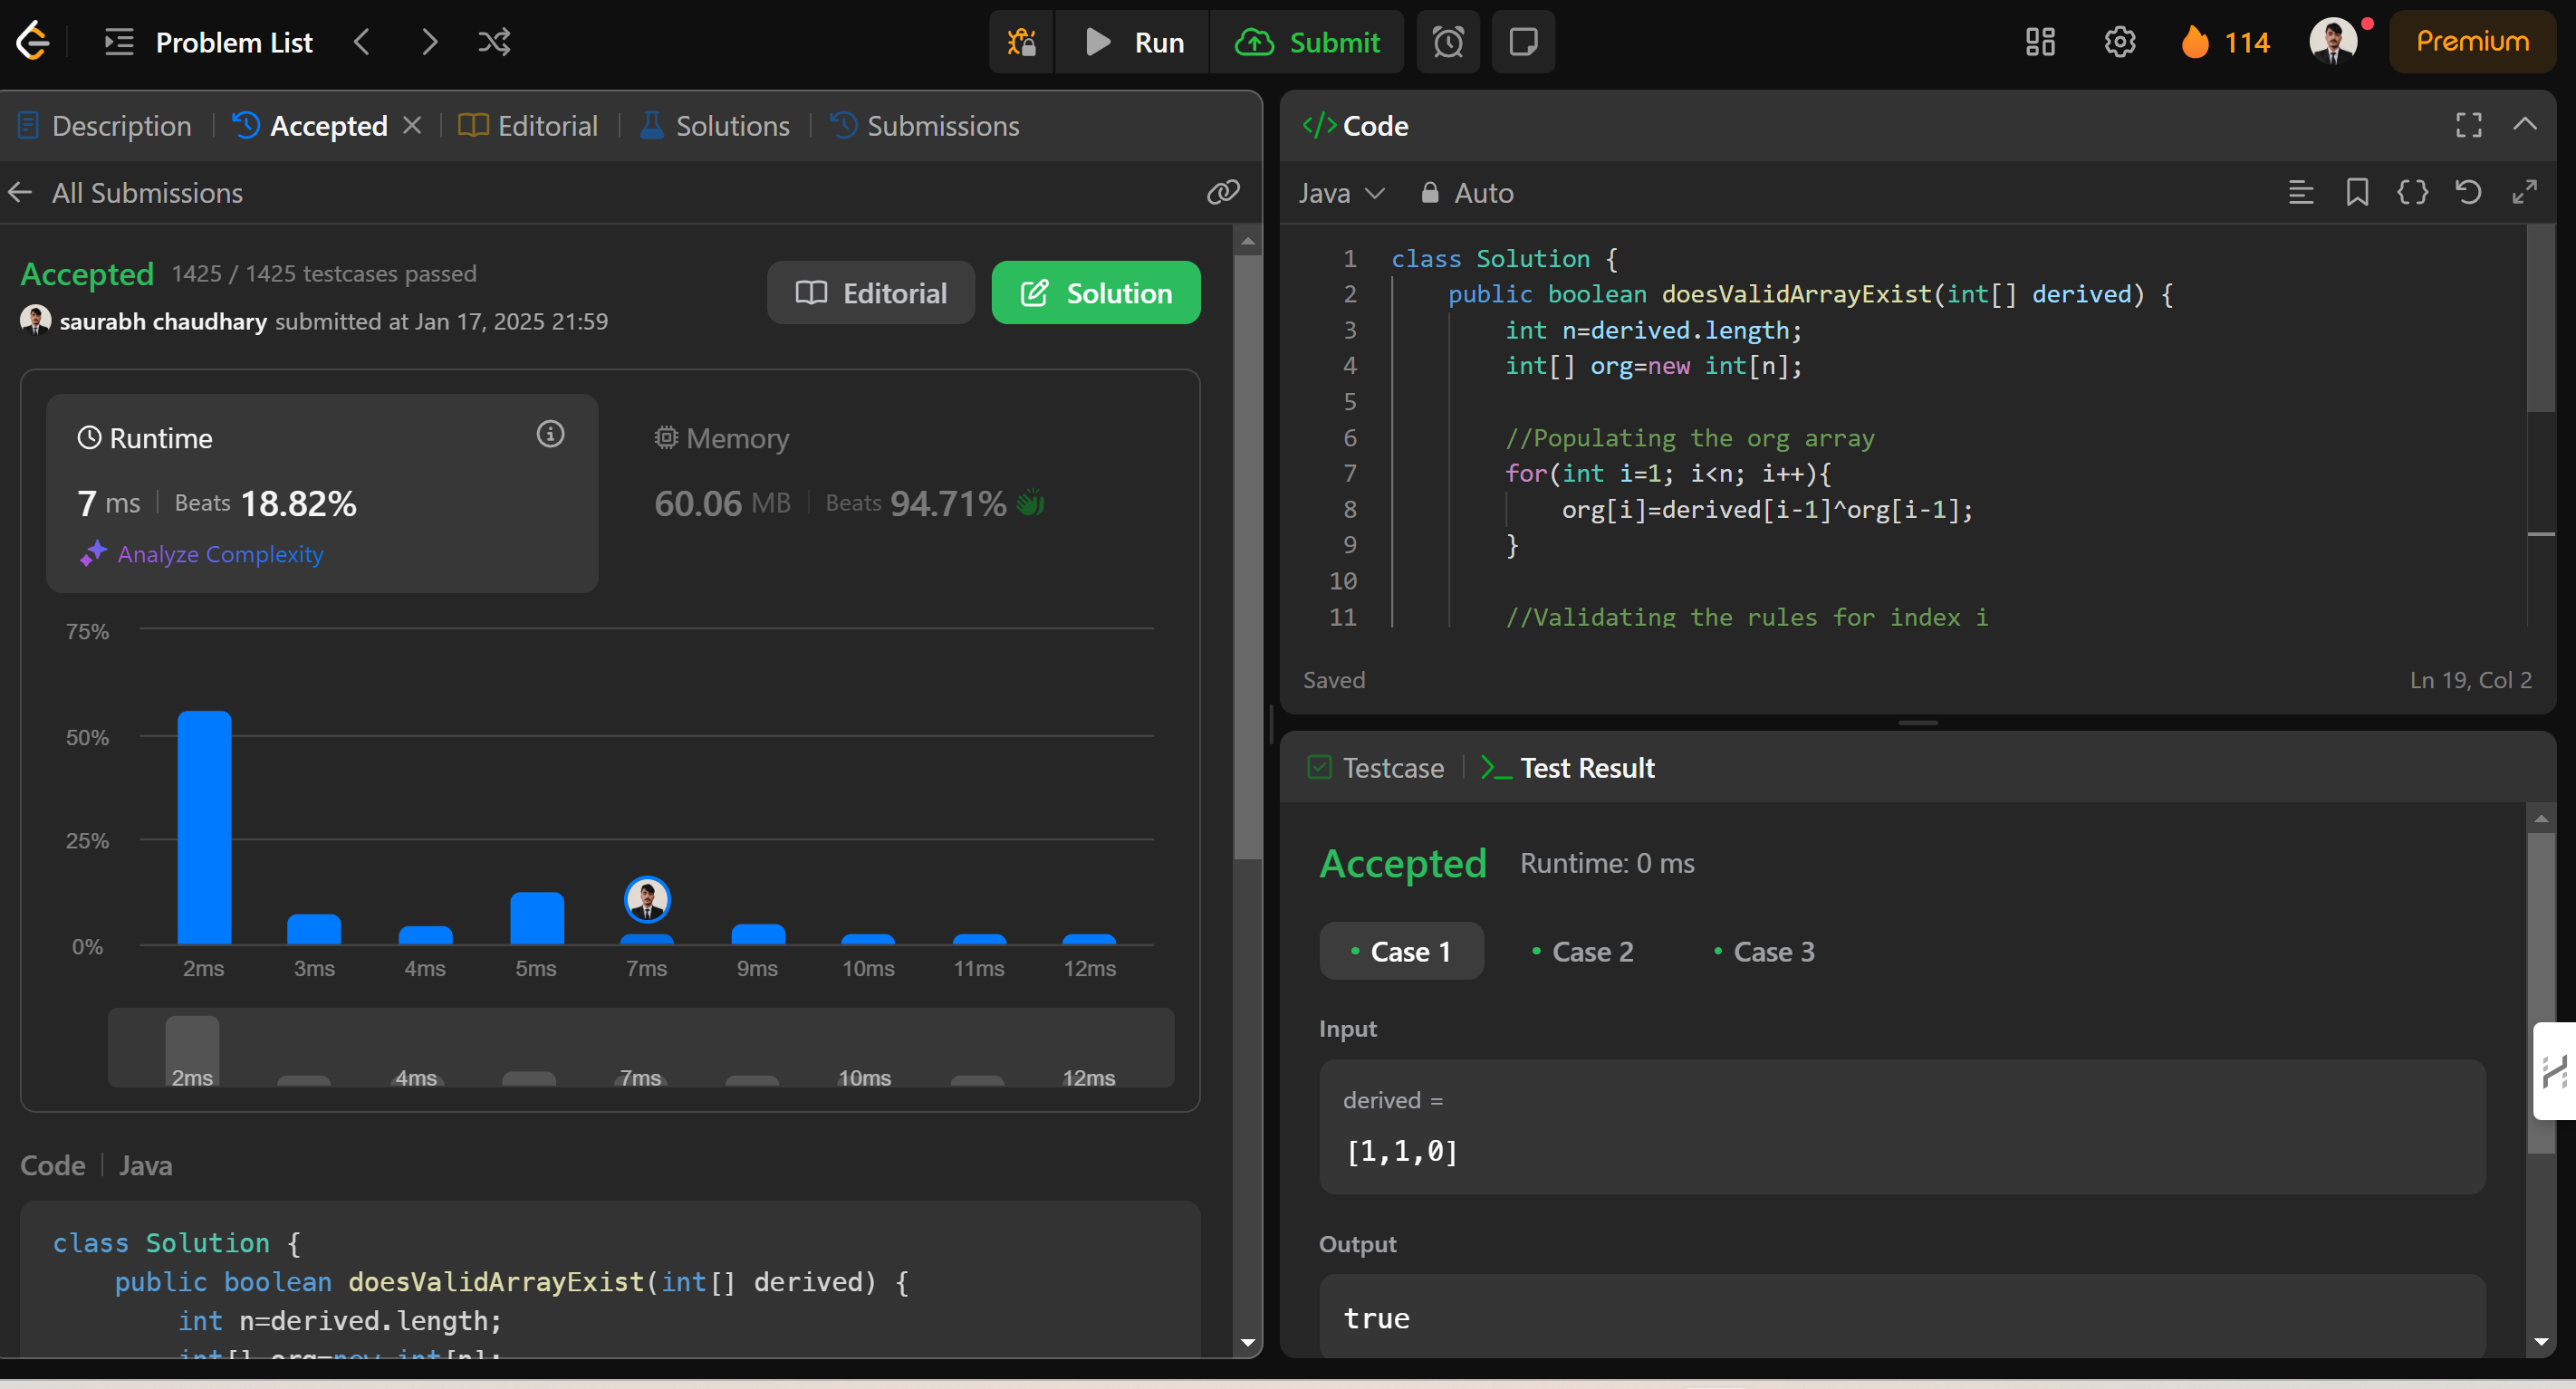 Problem List
Run
Submit
114
Premium
Description
Accepted
Editorial
Solutions
Submissions
All Submissions
Accepted 1425 / 1425 testcases passed
saurabh chaudhary submitted at Jan 17, 2025 21:59
Editorial
Solution
Runtime
7 ms | Beats 18.82%
Analyze Complexity
Memory
60.06 MB | Beats 94.71%
75%
50%
25%
0%
2ms 3ms 4ms 5ms 7ms 9ms 10ms 11ms 12ms
2ms 4ms 7ms 10ms 12ms
Code | Java
class Solution {
public boolean doesValidArrayExist(int[] derived) {
int n=derived.length;
int[] org=new int[n];
</> Code
Java
Auto
1 class Solution {
2 public boolean doesValidArrayExist(int[] derived) {
3 int n=derived.length;
4 int[] org=new int[n];
5
6 //Populating the org array
7 for(int i=1; i<n; i++){
8 org[i]=derived[i-1]^org[i-1];
9 }
10
11 //Validating the rules for index i
Saved
Ln 19, Col 2
Testcase
Test Result
Accepted Runtime: 0 ms
Case 1
Case 2
Case 3
Input
derived =
[1,1,0]
Output
true